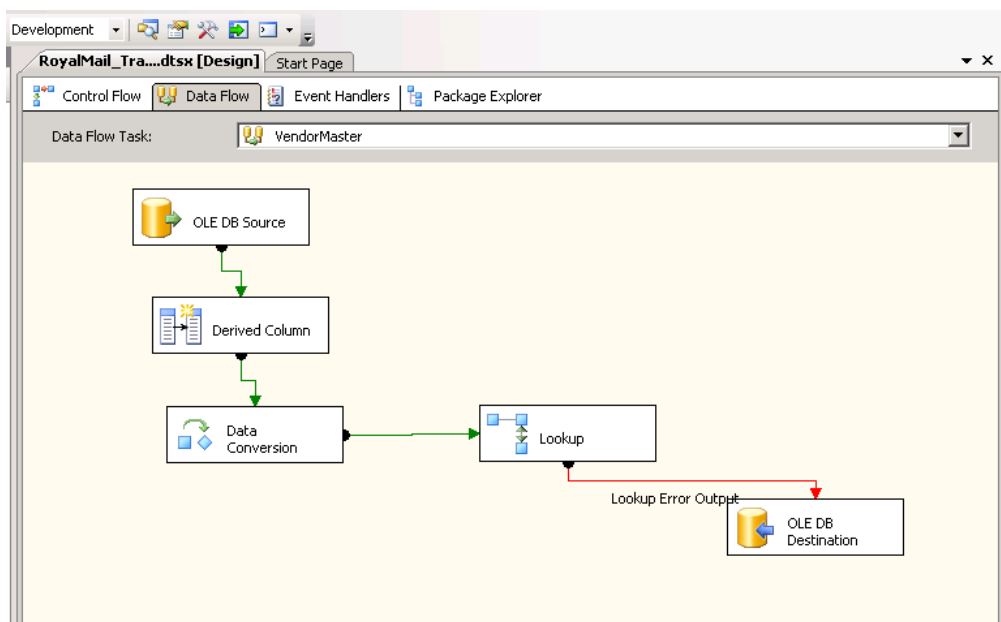 Development
RoyalMail_Tra....dtsx [Design] Start Page
Control Flow Data Flow Event Handlers Package Explorer
Data Flow Task: VendorMaster
OLE DB Source
Derived Column
Data
Conversion
Lookup
Lookup Error Output
OLE DB
Destination